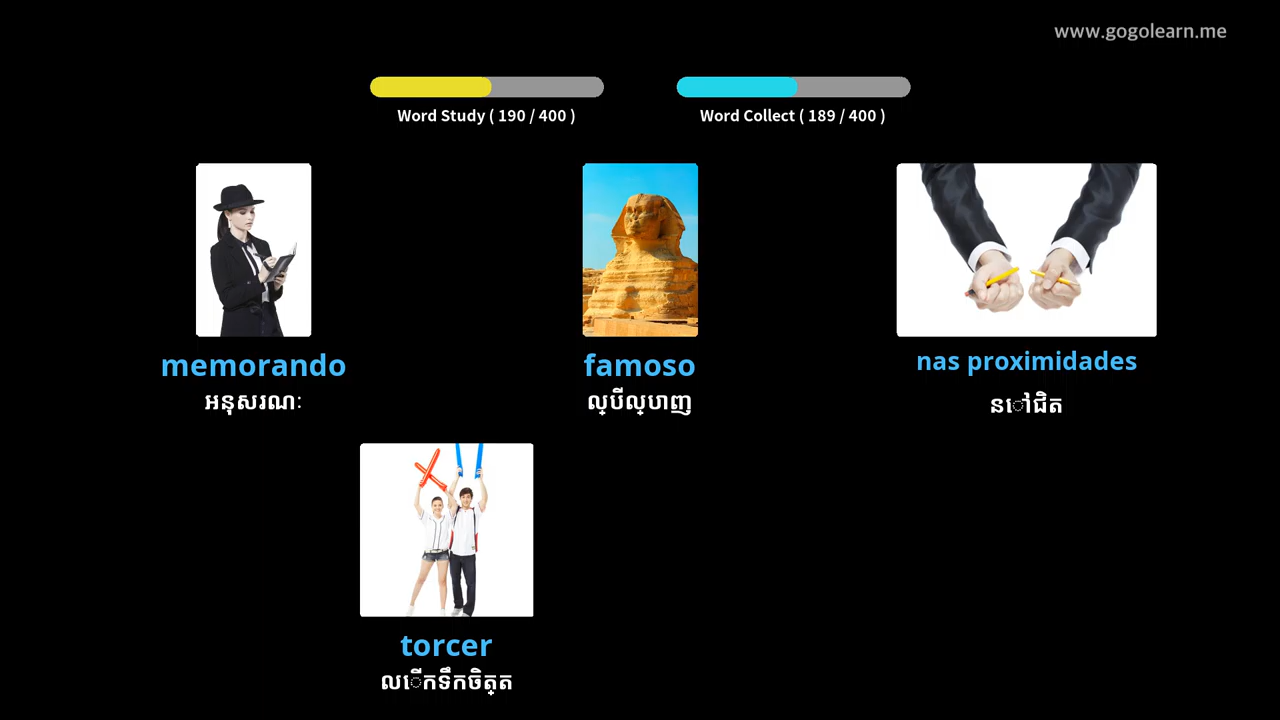 www.gogolearn.me
Word Study ( 190 / 400 )
Word Collect ( 189 / 400 )
memorando
famoso
nas proximidades
អនុសរណៈ
ល្បីល្បាញ
នៅជិត
torcer
លើកទឹកចិត្ត